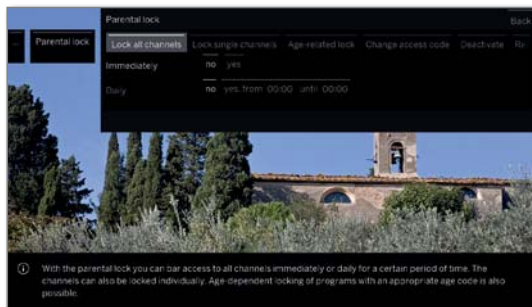 Parental lock
Back
... Parental lock
Lock all channels Lock single channels Age-related lock Change access code Deactivate Re
Immediately no yes
Daily no yes, from 00:00 until 00:00
With the parental lock you can bar access to all channels immediately or daily for a certain period of time. The
channels can also be locked individually. Age-dependent locking of programs with an appropriate age code is also
possible.